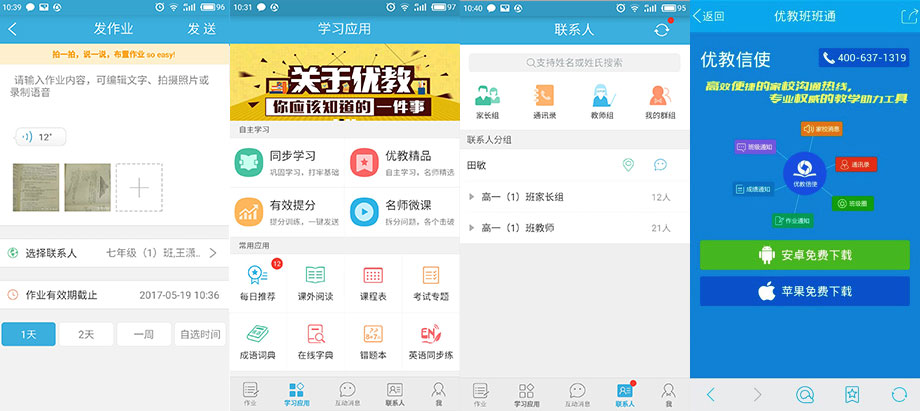 10:39
96
发作业
发 送
拍一拍，说一说，布置作业 so easy!
请输入作业内容，可编辑文字、拍摄照片或
录制语音
12"
选择联系人
七年级（1）班,王潇..
作业有效期截止
2017-05-19 10:36
1天
2天
一周
自选时间
10:31
97
学习应用
关于优教
你应该知道的一件事
自主学习
同步学习
巩固学习，打牢基础
优教精品
自主学习，名师精选
有效提分
提分训练，一键发送
名师微课
拆分问题，各个击破
常用应用
12
每日推荐
课外阅读
课程表
考试专题
成语词典
在线字典
错题本
英语同步练
作业
学习应用
互动消息
联系人
我
10:40
95
联系人
支持姓名或姓氏搜索
家长组
通讯录
教师组
我的群组
联系人分组
田敏
高一（1）班家长组
12人
高一（1）班教师
21人
作业
学习应用
互动消息
联系人
我
返回
优教班班通
优教信使
400-637-1319
高效便捷的家校沟通热线，
专业权威的教学助力工具
家校消息
班级通知
通讯录
优教信使
成绩通知
班级圈
作业通知
安卓免费下载
苹果免费下载